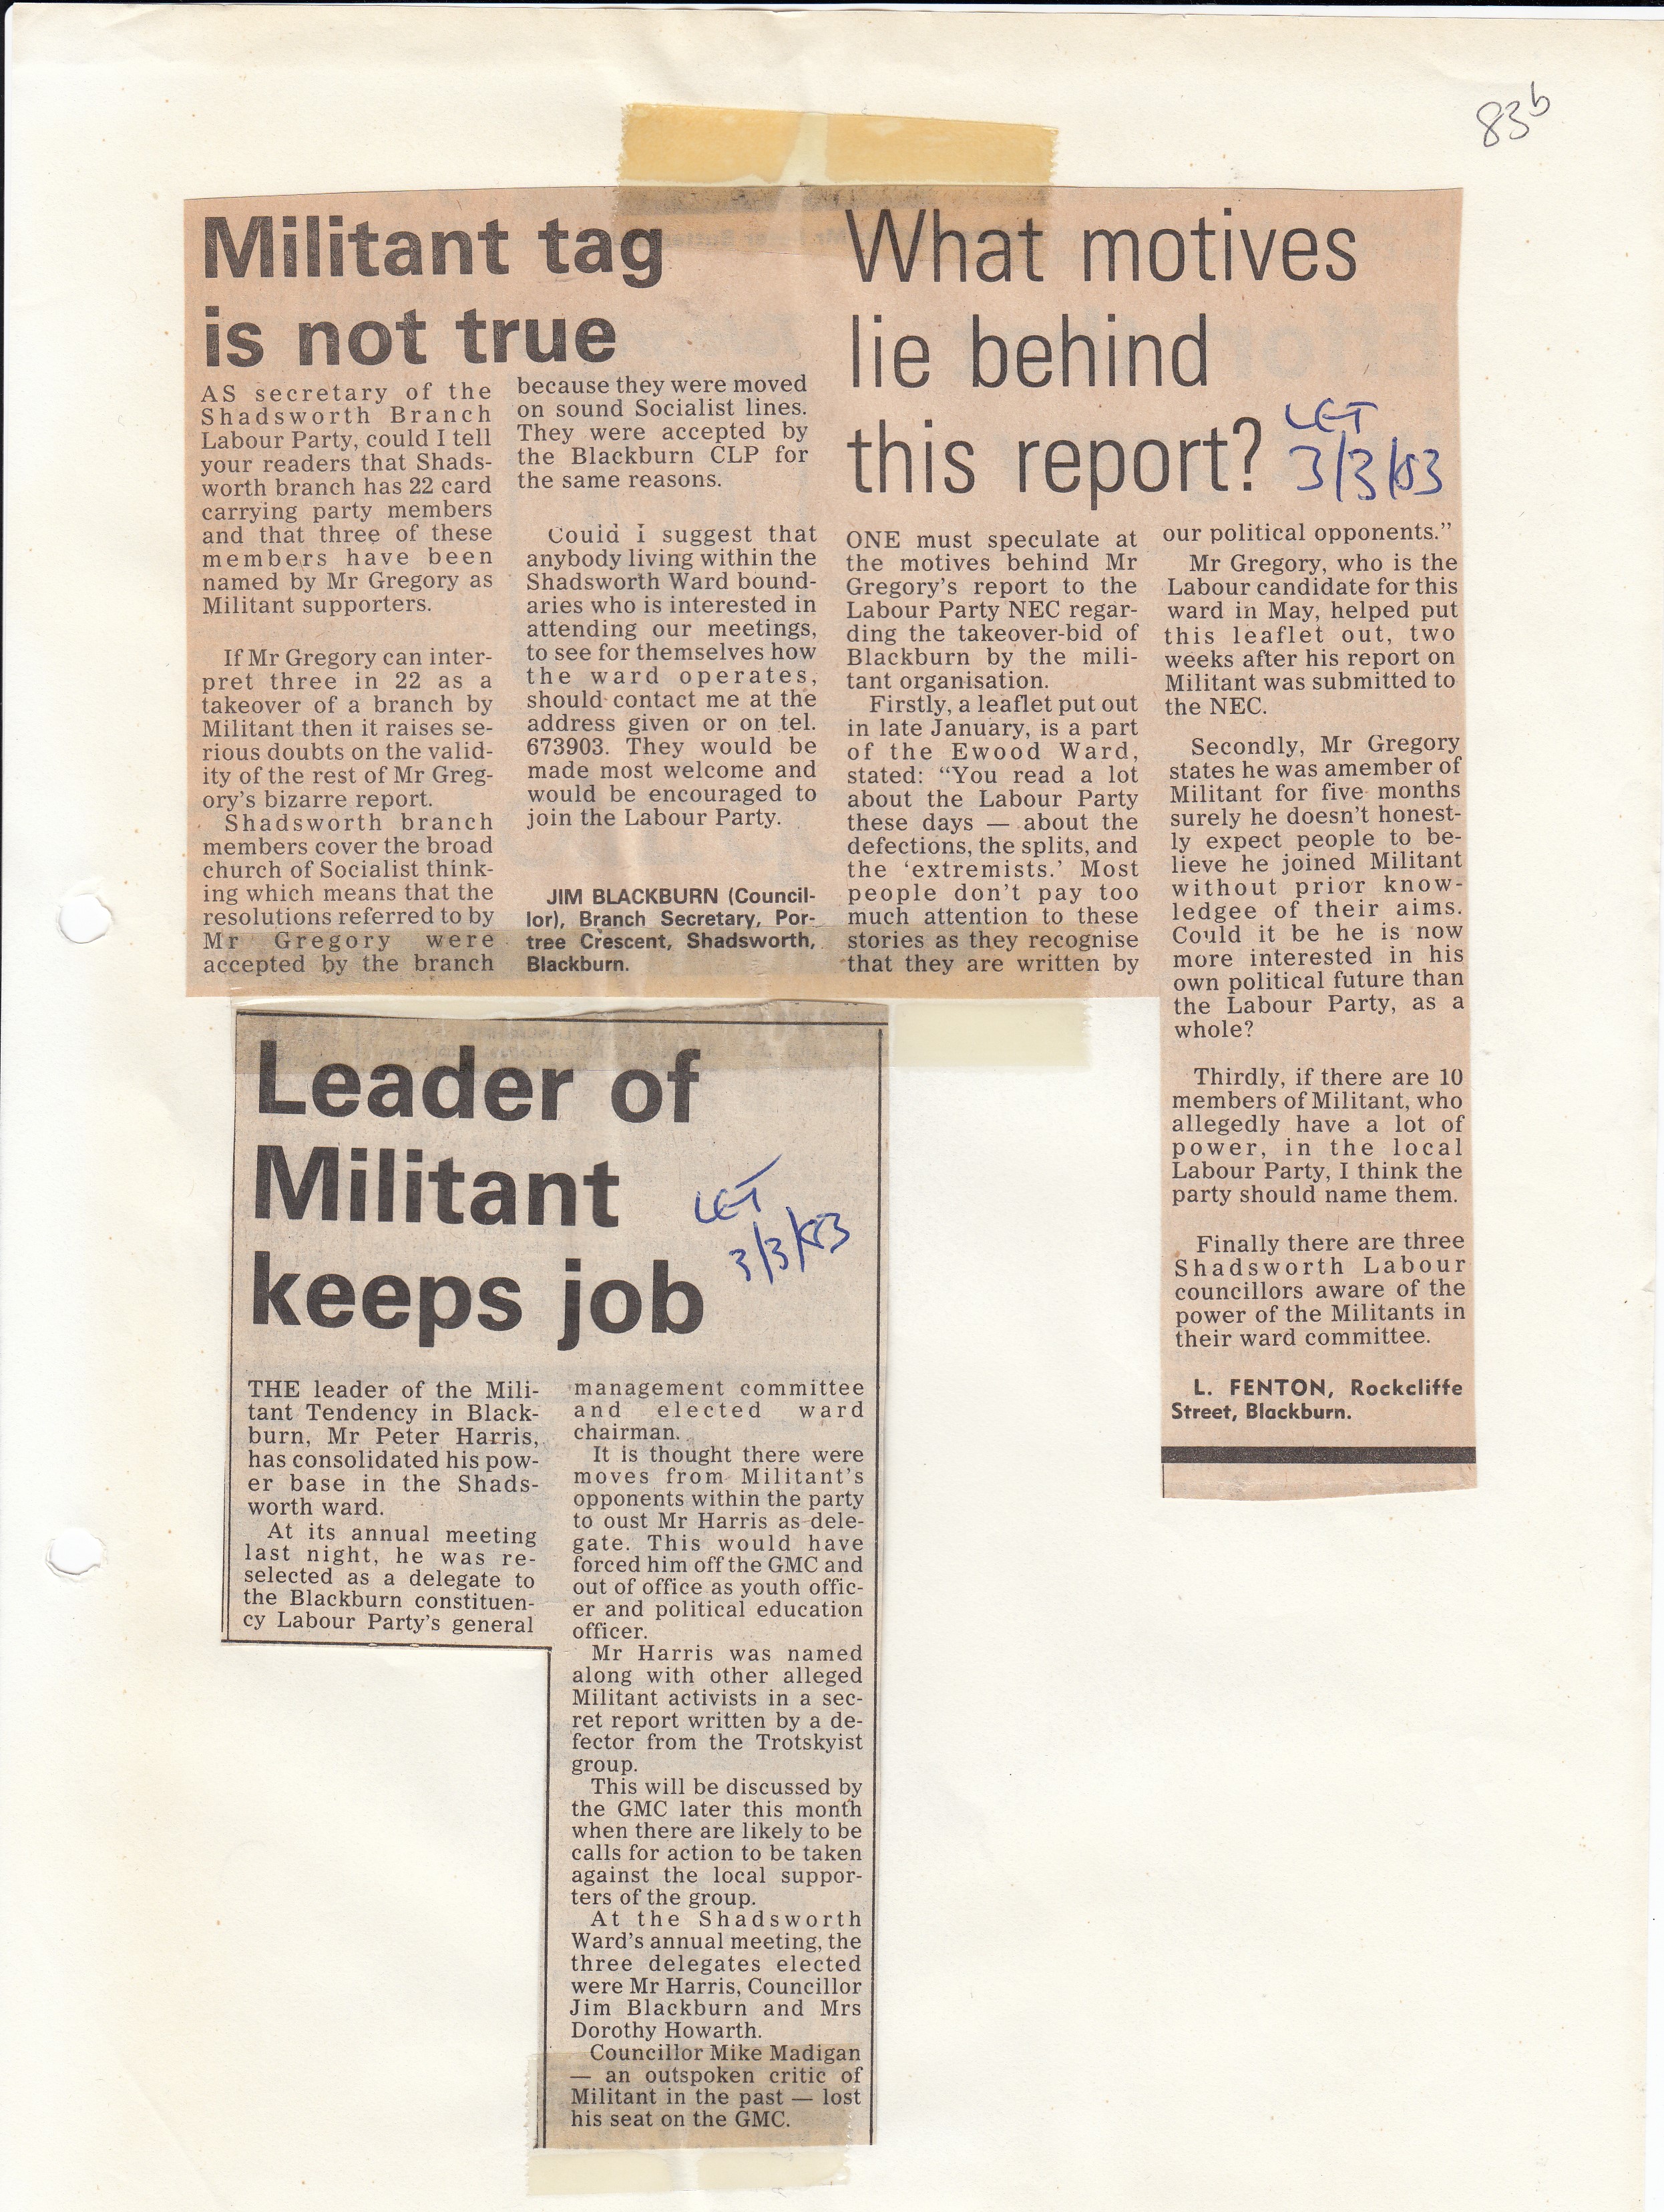 83b
Militant tag
is not true
AS secretary of the
Shadsworth Branch
Labour Party, could I tell
your readers that Shads-
worth branch has 22 card
carrying party members
and that three of these
members have been
named by Mr Gregory as
Militant supporters.
If Mr Gregory can inter-
pret three in 22 as a
takeover of a branch by
Militant then it raises se-
rious doubts on the valid-
ity of the rest of Mr Greg-
ory's bizarre report.
Shadsworth branch
members cover the broad
church of Socialist think-
ing which means that the
resolutions referred to by
Mr Gregory were
accepted by the branch
because they were moved
on sound Socialist lines.
They were accepted by
the Blackburn CLP for
the same reasons.
Could I suggest that
anybody living within the
Shadsworth Ward bound-
aries who is interested in
attending our meetings,
to see for themselves how
the ward operates,
should contact me at the
address given or on tel.
673903. They would be
made most welcome and
would be encouraged to
join the Labour Party.
JIM BLACKBURN (Council-
lor), Branch Secretary, Por-
tree Crescent, Shadsworth,
Blackburn.
What motives
lie behind
this report?
LET
3/3/83
ONE must speculate at
the motives behind Mr
Gregory's report to the
Labour Party NEC regar-
ding the takeover-bid of
Blackburn by the mili-
tant organisation.
Firstly, a leaflet put out
in late January, is a part
of the Ewood Ward,
stated: “You read a lot
about the Labour Party
these days — about the
defections, the splits, and
the ‘extremists.’ Most
people don't pay too
much attention to these
stories as they recognise
that they are written by
our political opponents.”
Mr Gregory, who is the
Labour candidate for this
ward in May, helped put
this leaflet out, two
weeks after his report on
Militant was submitted to
the NEC.
Secondly, Mr Gregory
states he was amember of
Militant for five months
surely he doesn't honest-
ly expect people to be-
lieve he joined Militant
without prior know-
ledgee of their aims.
Could it be he is now
more interested in his
own political future than
the Labour Party, as a
whole?
Thirdly, if there are 10
members of Militant, who
allegedly have a lot of
power, in the local
Labour Party, I think the
party should name them.
Finally there are three
Shadsworth Labour
councillors aware of the
power of the Militants in
their ward committee.
L. FENTON, Rockcliffe
Street, Blackburn.
Leader of
Militant
keeps job
LET
3/3/83
THE leader of the Mili-
tant Tendency in Black-
burn, Mr Peter Harris,
has consolidated his pow-
er base in the Shads-
worth ward.
At its annual meeting
last night, he was re-
selected as a delegate to
the Blackburn constituen-
cy Labour Party's general
management committee
and elected ward
chairman.
It is thought there were
moves from Militant's
opponents within the party
to oust Mr Harris as dele-
gate. This would have
forced him off the GMC and
out of office as youth offic-
er and political education
officer.
Mr Harris was named
along with other alleged
Militant activists in a sec-
ret report written by a de-
fector from the Trotskyist
group.
This will be discussed by
the GMC later this month
when there are likely to be
calls for action to be taken
against the local suppor-
ters of the group.
At the Shadsworth
Ward's annual meeting, the
three delegates elected
were Mr Harris, Councillor
Jim Blackburn and Mrs
Dorothy Howarth.
Councillor Mike Madigan
— an outspoken critic of
Militant in the past — lost
his seat on the GMC.